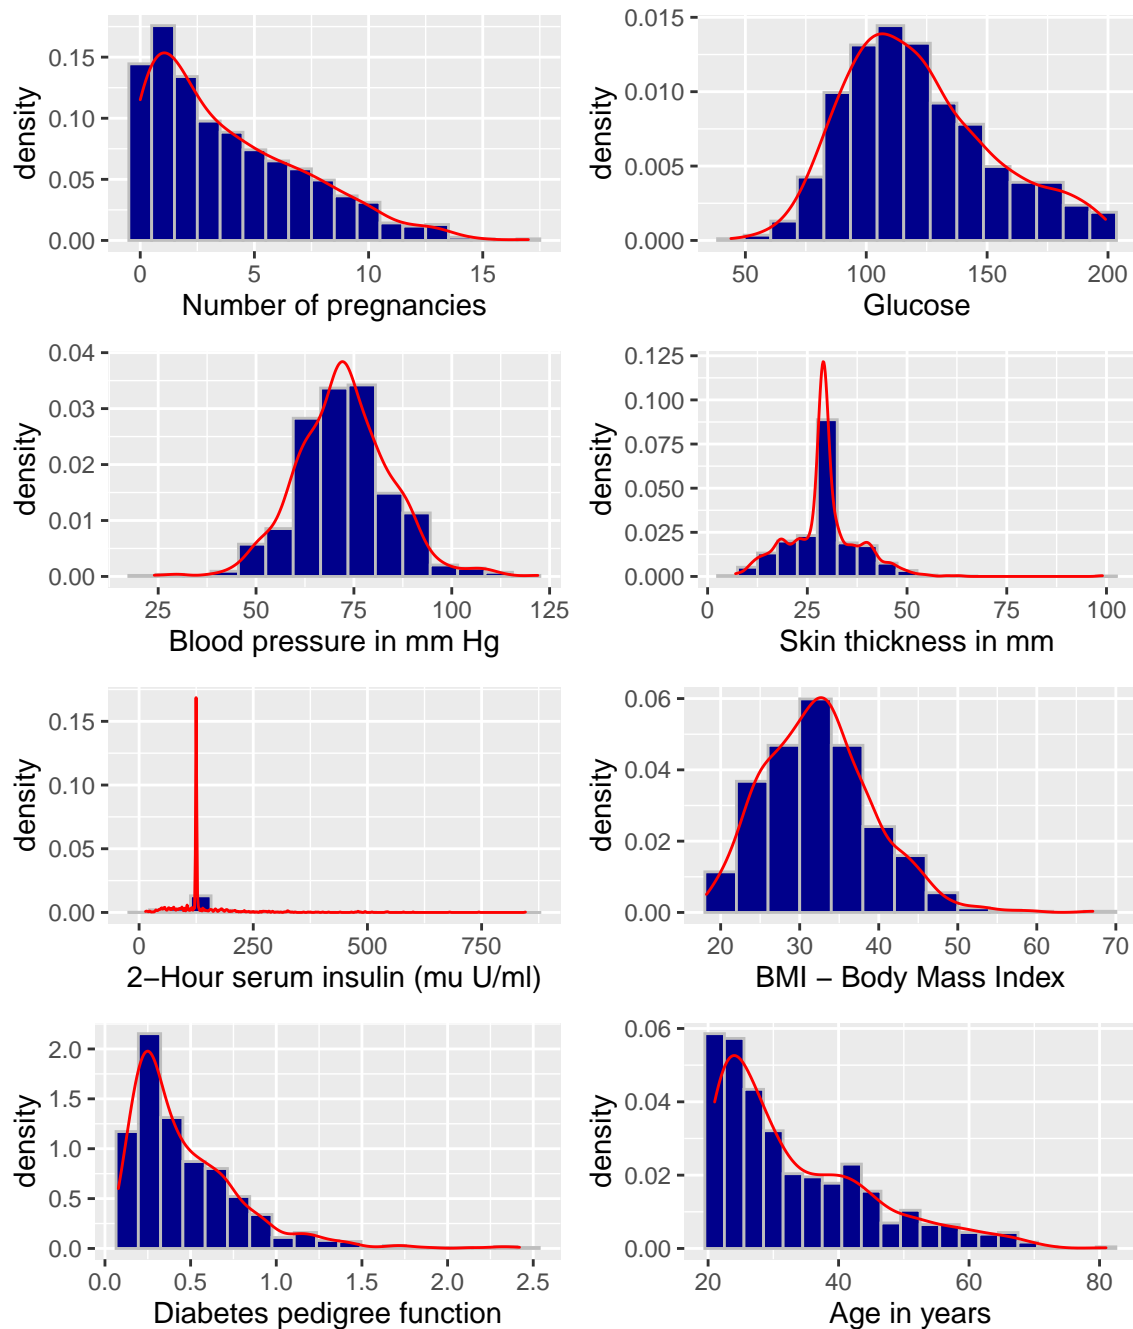 density
0.15
0.10
0.05
0.00
0 5 10 15
Number of pregnancies
density
0.015
0.010
0.005
0.000
50 100 150 200
Glucose
density
0.04
0.03
0.02
0.01
0.00
25 50 75 100 125
Blood pressure in mm Hg
density
0.125
0.100
0.075
0.050
0.025
0.000
0 25 50 75 100
Skin thickness in mm
density
0.15
0.10
0.05
0.00
0 250 500 750
2−Hour serum insulin (mu U/ml)
density
0.06
0.04
0.02
0.00
20 30 40 50 60 70
BMI − Body Mass Index
density
2.0
1.5
1.0
0.5
0.0
0.0 0.5 1.0 1.5 2.0 2.5
Diabetes pedigree function
density
0.06
0.04
0.02
0.00
20 40 60 80
Age in years